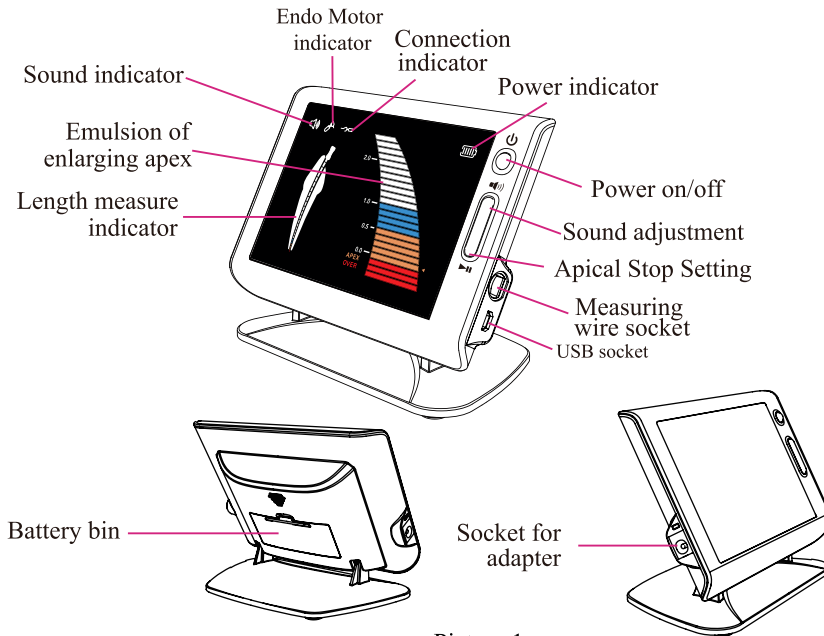 Endo Motor
indicator
Connection
indicator
Sound indicator
Power indicator
Emulsion of
enlarging apex
Length measure
indicator
2.0
1.0
0.5
0.0
APEX
OVER
Power on/off
Sound adjustment
Apical Stop Setting
Measuring
wire socket
USB socket
Battery bin
Socket for
adapter